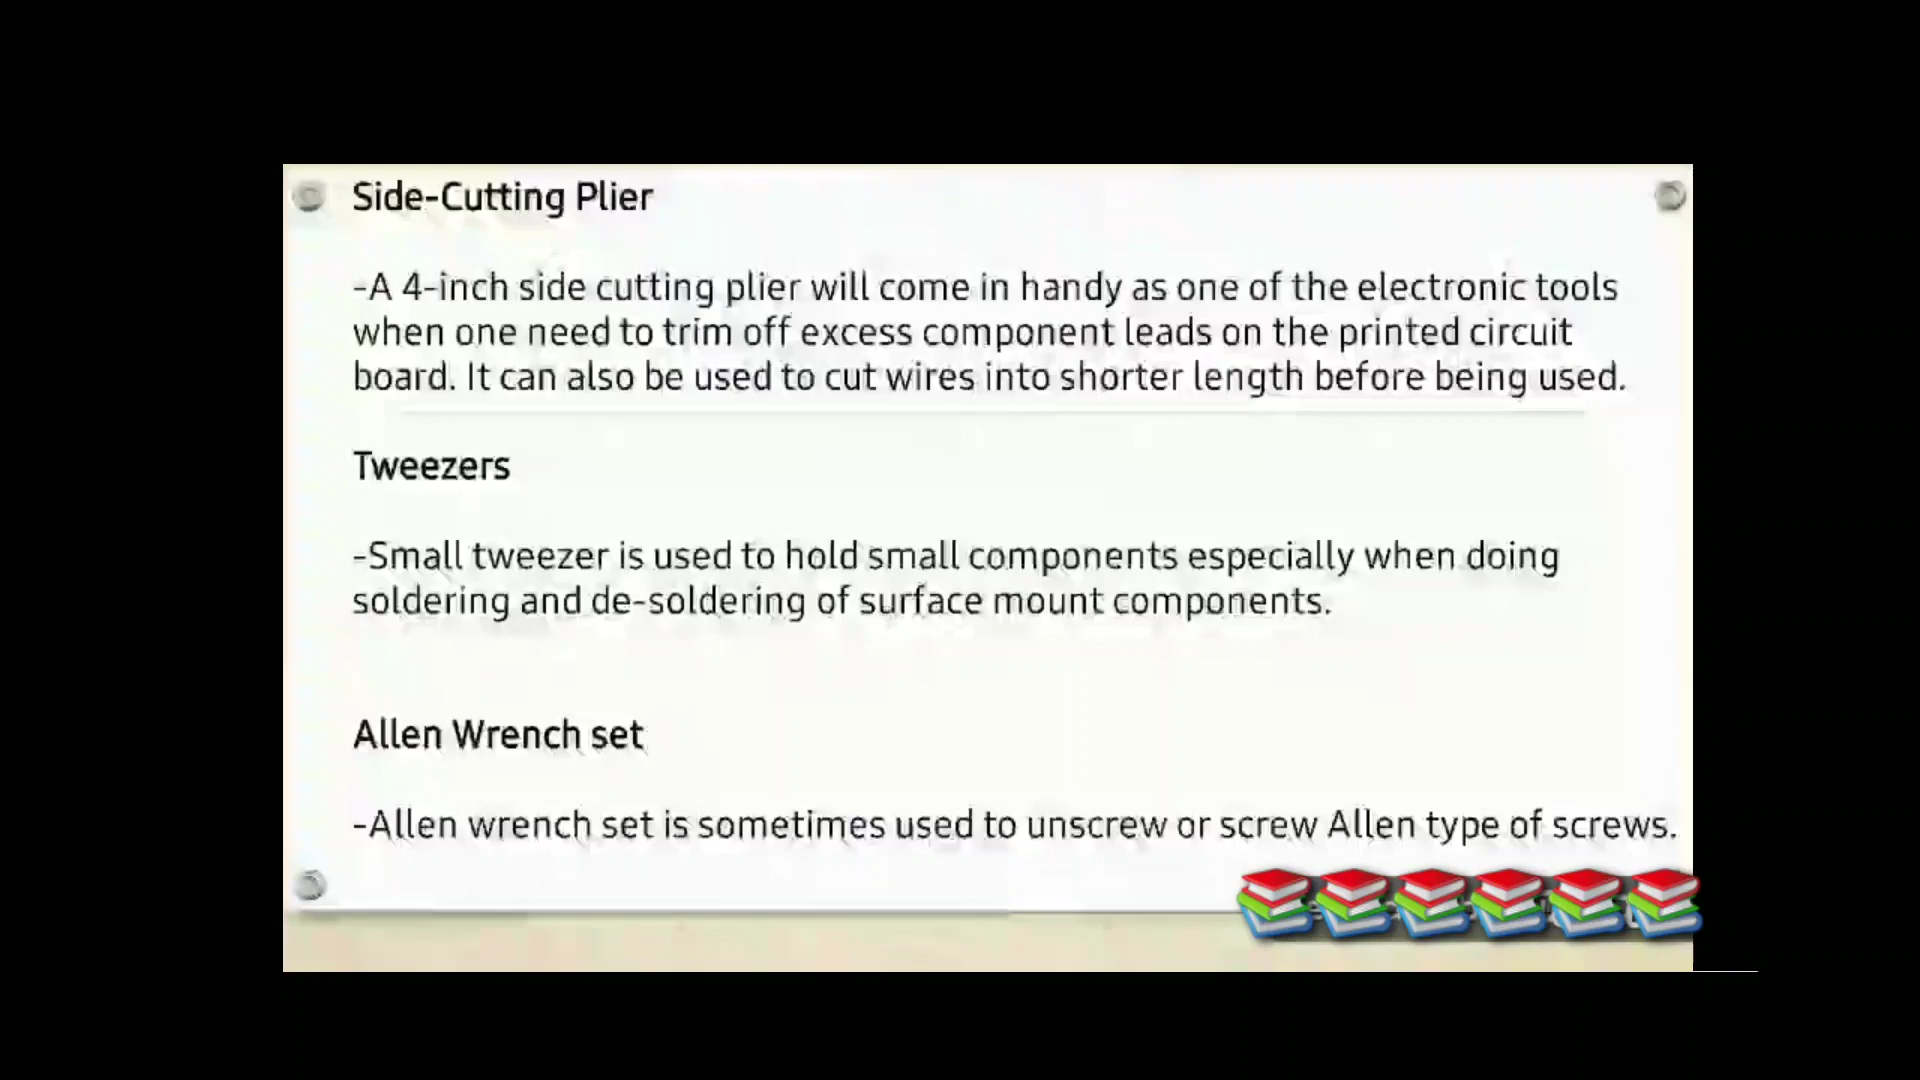 Side-Cutting Plier
-A 4-inch side cutting plier will come in handy as one of the electronic tools
when one need to trim off excess component leads on the printed circuit
board. It can also be used to cut wires into shorter length before being used.
Tweezers
-Small tweezer is used to hold small components especially when doing
soldering and de-soldering of surface mount components.
Allen Wrench set
-Allen wrench set is sometimes used to unscrew or screw Allen type of screws.